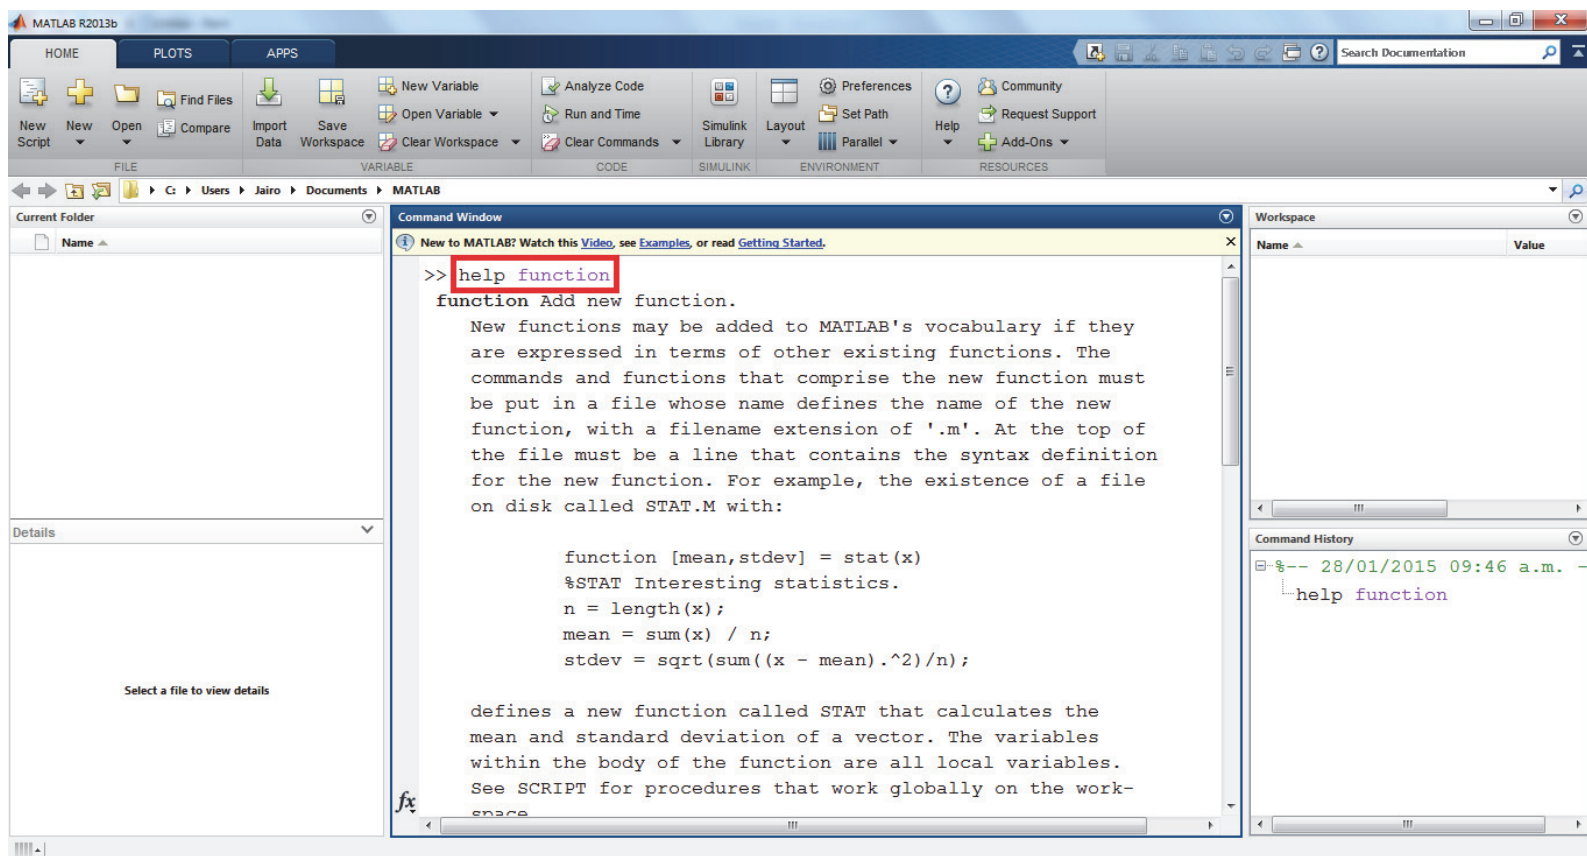 MATLAB R2013b
HOME PLOTS APPS
Search Documentation
New Script
New
Open
Find Files
Compare
Import Data
Save Workspace
New Variable
Open Variable
Clear Workspace
Analyze Code
Run and Time
Clear Commands
Simulink Library
Layout
Preferences
Set Path
Parallel
Help
Community
Request Support
Add-Ons
FILE VARIABLE CODE SIMULINK ENVIRONMENT RESOURCES
C: Users Jairo Documents MATLAB
Current Folder
Name
Details
Select a file to view details
Command Window
New to MATLAB? Watch this Video, see Examples, or read Getting Started.
>> help function
function Add new function.
New functions may be added to MATLAB's vocabulary if they
are expressed in terms of other existing functions. The
commands and functions that comprise the new function must
be put in a file whose name defines the name of the new
function, with a filename extension of '.m'. At the top of
the file must be a line that contains the syntax definition
for the new function. For example, the existence of a file
on disk called STAT.M with:
function [mean,stdev] = stat(x)
%STAT Interesting statistics.
n = length(x);
mean = sum(x) / n;
stdev = sqrt(sum((x - mean).^2)/n);
defines a new function called STAT that calculates the
mean and standard deviation of a vector. The variables
within the body of the function are all local variables.
See SCRIPT for procedures that work globally on the work-
space
fx
Workspace
Name Value
Command History
%-- 28/01/2015 09:46 a.m. -
help function